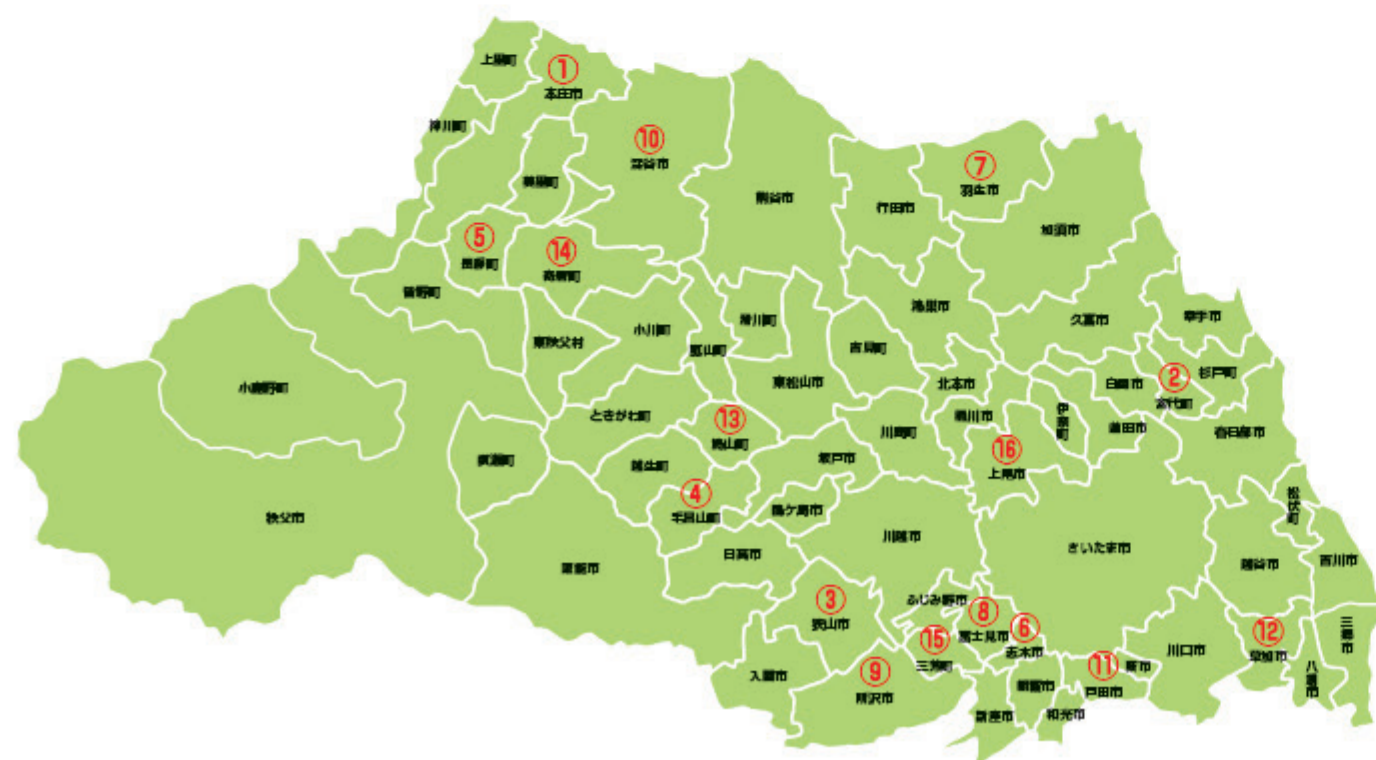 上里町
①
本庄市
神川町
⑩
深谷市
美里町
熊谷市
行田市
⑦
羽生市
加須市
⑤
長瀞町
⑭
寄居町
皆野町
鴻巣市
久喜市
幸手市
東秩父村
小川町
嵐山町
滑川町
吉見町
東松山市
北本市
白岡市
②
宮代町
杉戸町
小鹿野町
ときがわ町
⑬
鳩山町
川島町
桶川市
伊奈町
蓮田市
春日部市
⑯
上尾市
横瀬町
越生町
④
毛呂山町
坂戸市
鶴ヶ島市
松伏町
秩父市
飯能市
日高市
川越市
さいたま市
越谷市
吉川市
③
狭山市
ふじみ野市
⑧
富士見市
⑥
志木市
⑮
三芳町
⑫
草加市
三郷市
八潮市
川口市
入間市
⑨
所沢市
⑪
戸田市
蕨市
朝霞市
新座市
和光市